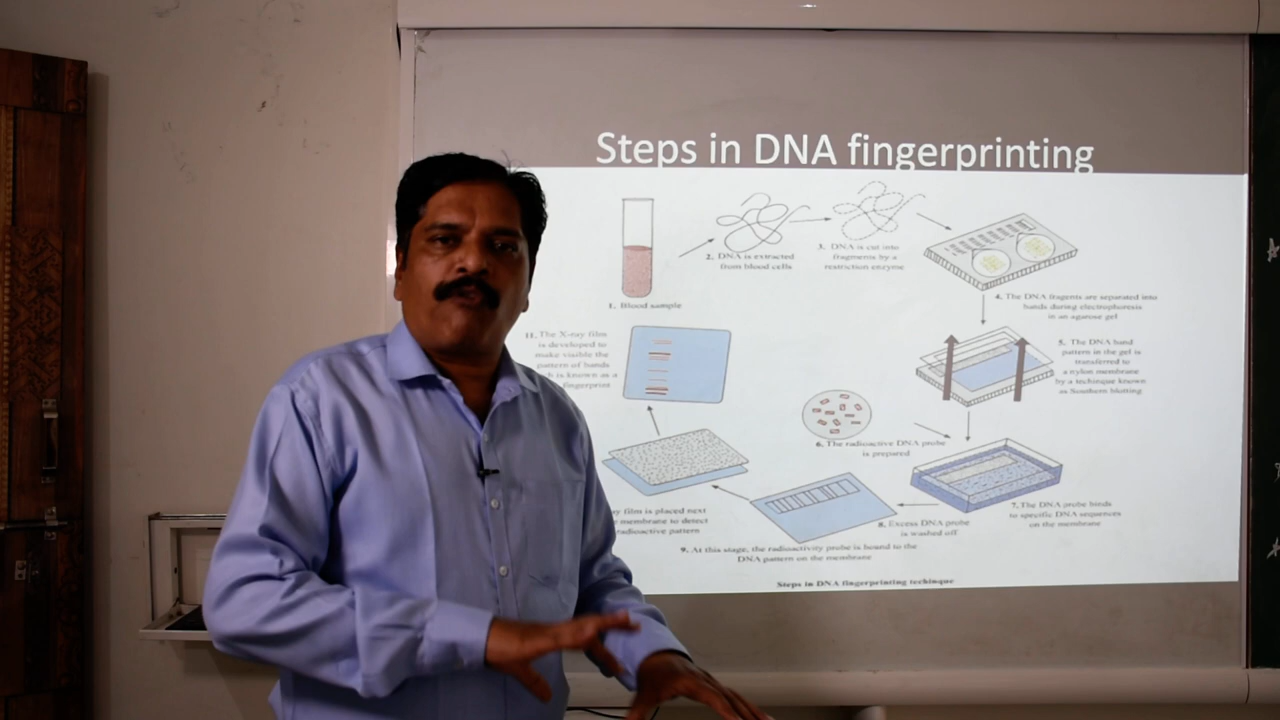 Steps in DNA fingerprinting
1. Blood sample
2. DNA is extracted
from blood cells
3. DNA is cut into
fragments by a
restriction enzyme
4. The DNA fragents are separated into
bands during electrophoresis
in an agarose gel
5. The DNA band
pattern in the gel is
transferred to
a nylon membrane
by a techinque known
as Southern blotting
6. The radioactive DNA probe
is prepared
7. The DNA probe binds
to specific DNA sequences
on the membrane
8. Excess DNA probe
is washed off
9. At this stage, the radioactivity probe is bound to the
DNA pattern on the membrane
film is placed next
membrane to detect
radioactive pattern
11. The X-ray film
is developed to
make visible the
pattern of bands
is known as a
fingerprint
Steps in DNA fingerprinting techinque